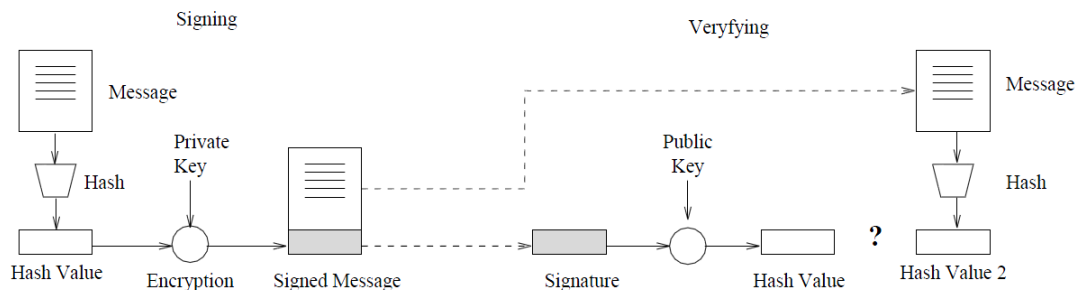 Signing
Veryfying
Message
Message
Private
Key
Public
Key
Hash
Hash
?
Hash Value
Encryption
Signed Message
Signature
Hash Value
Hash Value 2